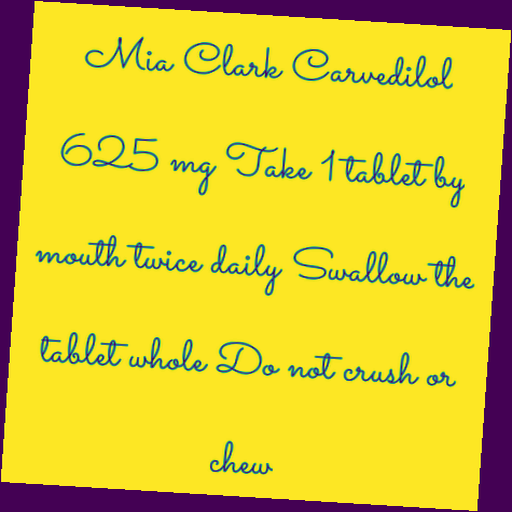 Mia Clark Carvedilol
625 mg Take 1 tablet by
mouth twice daily Swallow the
tablet whole Do not crush or
chew